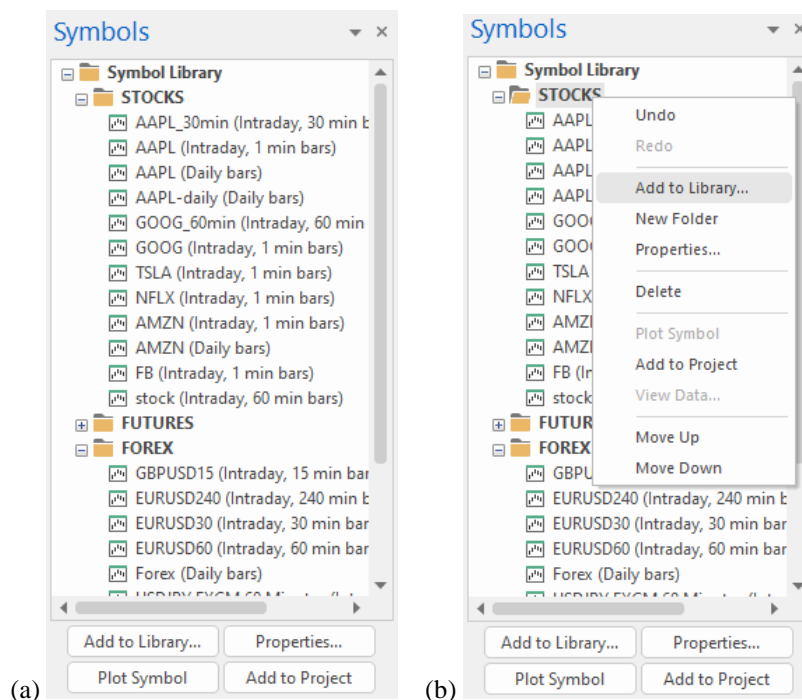 Symbols
Symbol Library
STOCKS
AAPL_30min (Intraday, 30 min b
AAPL (Intraday, 1 min bars)
AAPL (Daily bars)
AAPL-daily (Daily bars)
GOOG_60min (Intraday, 60 min
GOOG (Intraday, 1 min bars)
TSLA (Intraday, 1 min bars)
NFLX (Intraday, 1 min bars)
AMZN (Intraday, 1 min bars)
AMZN (Daily bars)
FB (Intraday, 1 min bars)
stock (Intraday, 60 min bars)
FUTURES
FOREX
GBPUSD15 (Intraday, 15 min bar
EURUSD240 (Intraday, 240 min b
EURUSD30 (Intraday, 30 min bar
EURUSD60 (Intraday, 60 min bar
Forex (Daily bars)
Add to Library... Properties...
Plot Symbol Add to Project
(a)
Symbols
Symbol Library
STOCKS
AAPL
AAPL
AAPL
AAPL
GOO
GOO
TSLA
NFLX
AMZ
AMZ
FB (In
stock
FUTUR
FOREX
GBPU
EURUSD240 (Intraday, 240 min b
EURUSD30 (Intraday, 30 min bar
EURUSD60 (Intraday, 60 min bar
Forex (Daily bars)
Undo
Redo
Add to Library...
New Folder
Properties...
Delete
Plot Symbol
Add to Project
View Data...
Move Up
Move Down
Add to Library... Properties...
Plot Symbol Add to Project
(b)